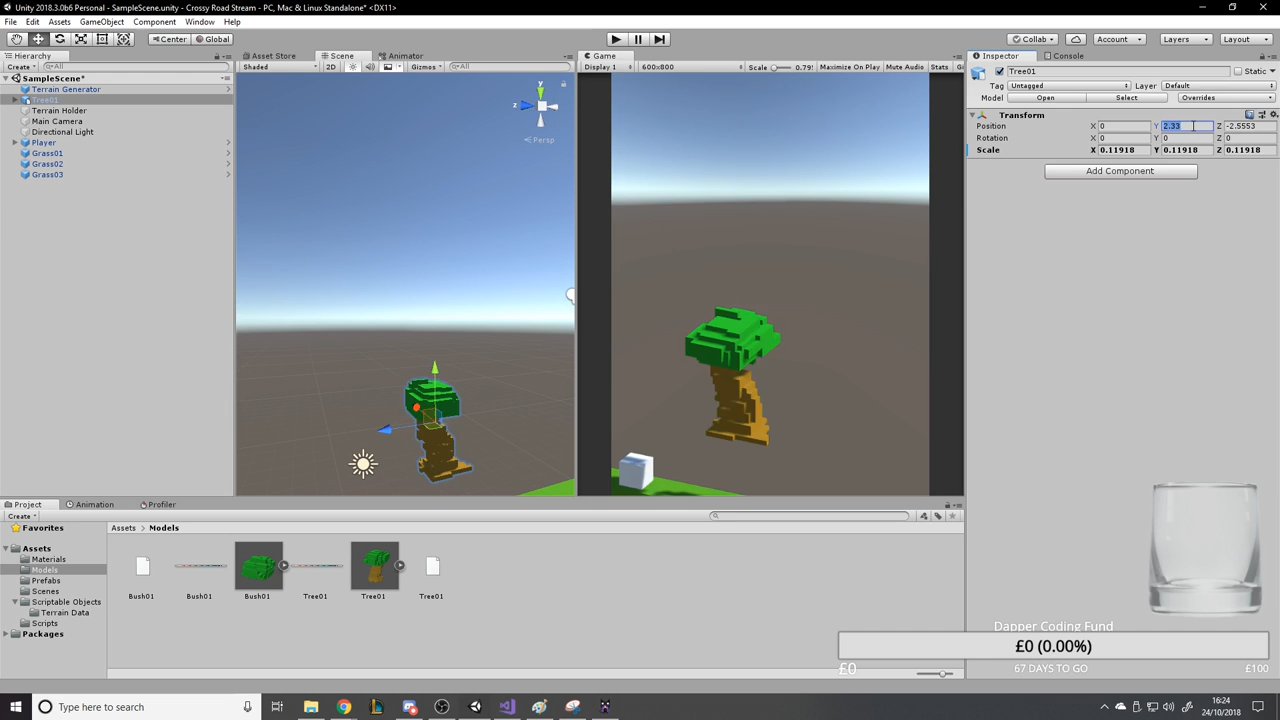 Unity 2018.3.0b6 Personal - SampleScene.unity - Crossy Road Stream - PC, Mac & Linux Standalone* <DX11>
File Edit Assets GameObject Component Window Help
Center Global Collab Account Layers Layout
Hierarchy Asset Store Scene Animator Game Inspector Console
Create All Shaded 2D Gizmos All Display 1 600x800 Scale 0.79 Maximize On Play Mute Audio Stats
Tree01 Static
SampleScene*
Terrain Generator
Tree01
Terrain Holder
Main Camera
Directional Light
Player
Grass01
Grass02
Grass03
y
z
Persp
Tag Untagged Layer Default
Model Open Select Overrides
Transform
Position X 0 Y 2.33 Z -2.5553
Rotation X 0 Y 0 Z 0
Scale X 0.11918 Y 0.11918 Z 0.11918
Add Component
Project Animation Profiler
Create
Favorites
Assets
Materials
Models
Prefabs
Scenes
Scriptable Objects
Terrain Data
Scripts
Packages
Assets Models
Bush01 Bush01 Bush01 Tree01 Tree01 Tree01
Dapper Coding Fund
£0 (0.00%)
£0 67 DAYS TO GO £100
Type here to search
16:24
24/10/2018